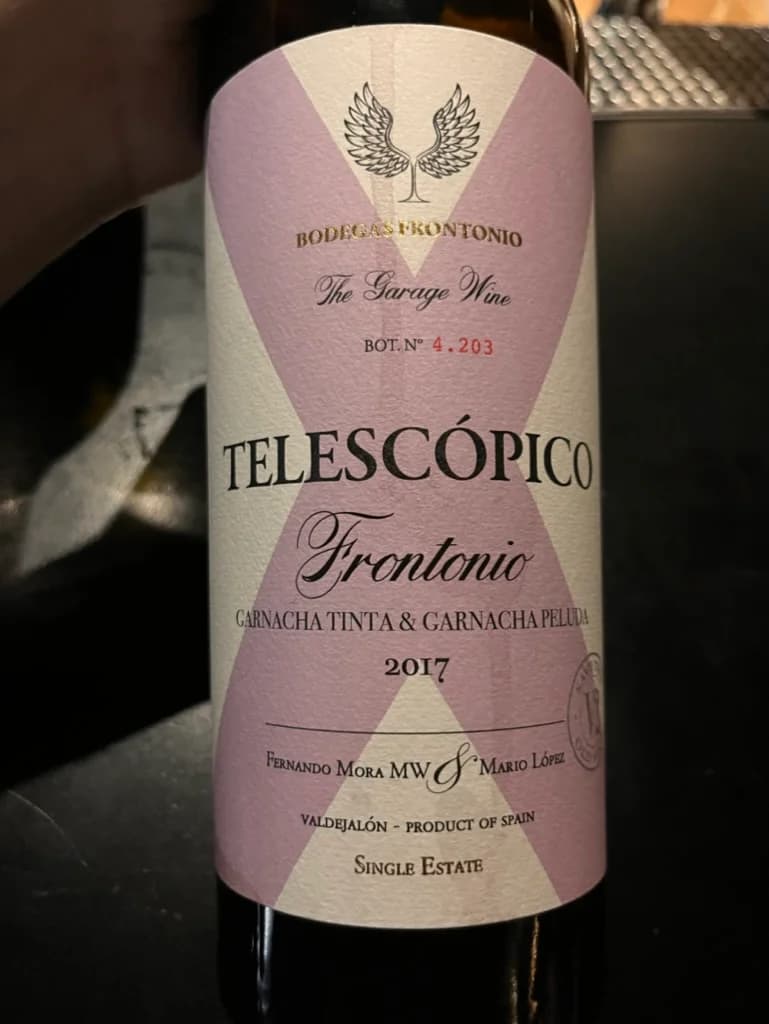 BODEGAS FRONTONIO
The Garage Wine
BOT. Nº 4.203
TELESCÓPICO
Frontonio
GARNACHA TINTA & GARNACHA PELUDA
2017
FERNANDO MORA MW & MARIO LÓPEZ
VALDEJALÓN - PRODUCT OF SPAIN
SINGLE ESTATE